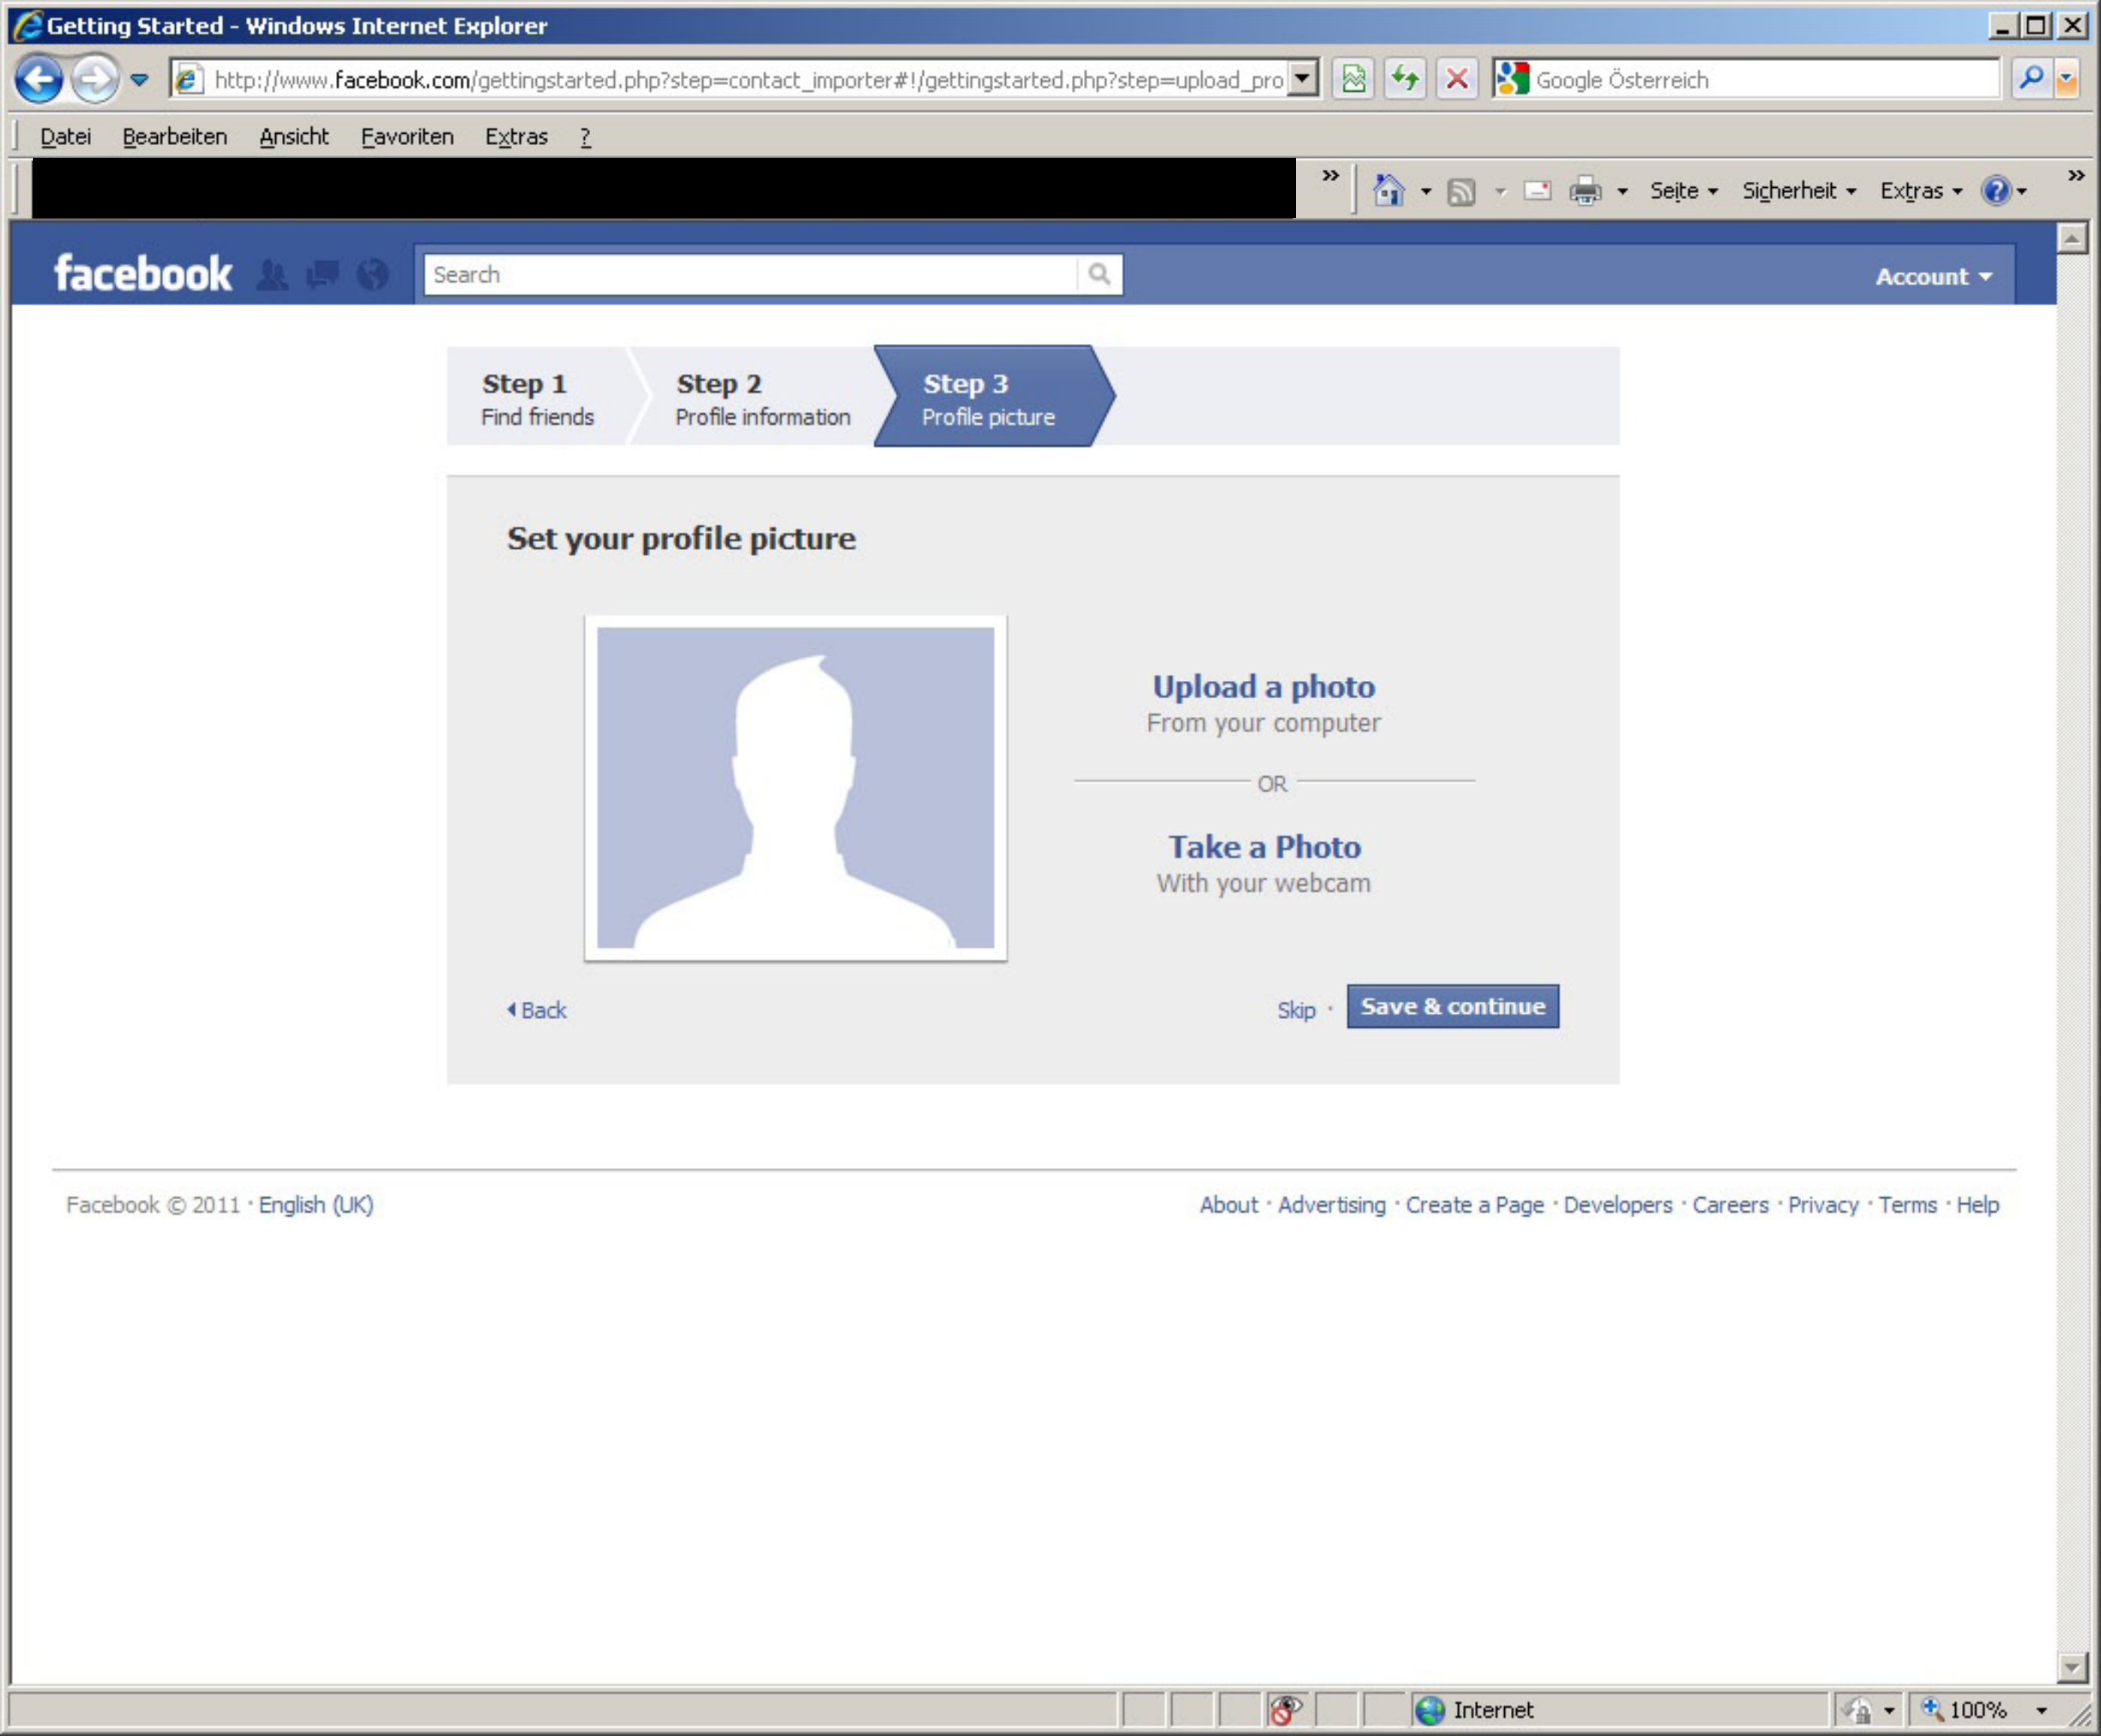 Getting Started - Windows Internet Explorer
http://www.facebook.com/gettingstarted.php?step=contact_importer#!/gettingstarted.php?step=upload_pro
Google Österreich
Datei Bearbeiten Ansicht Favoriten Extras ?
» Seite Sicherheit Extras »
facebook Search Account
Step 1 Step 2 Step 3
Find friends Profile information Profile picture
Set your profile picture
Upload a photo
From your computer
OR
Take a Photo
With your webcam
Back Skip · Save & continue
Facebook © 2011 · English (UK) About · Advertising · Create a Page · Developers · Careers · Privacy · Terms · Help
Internet 100%